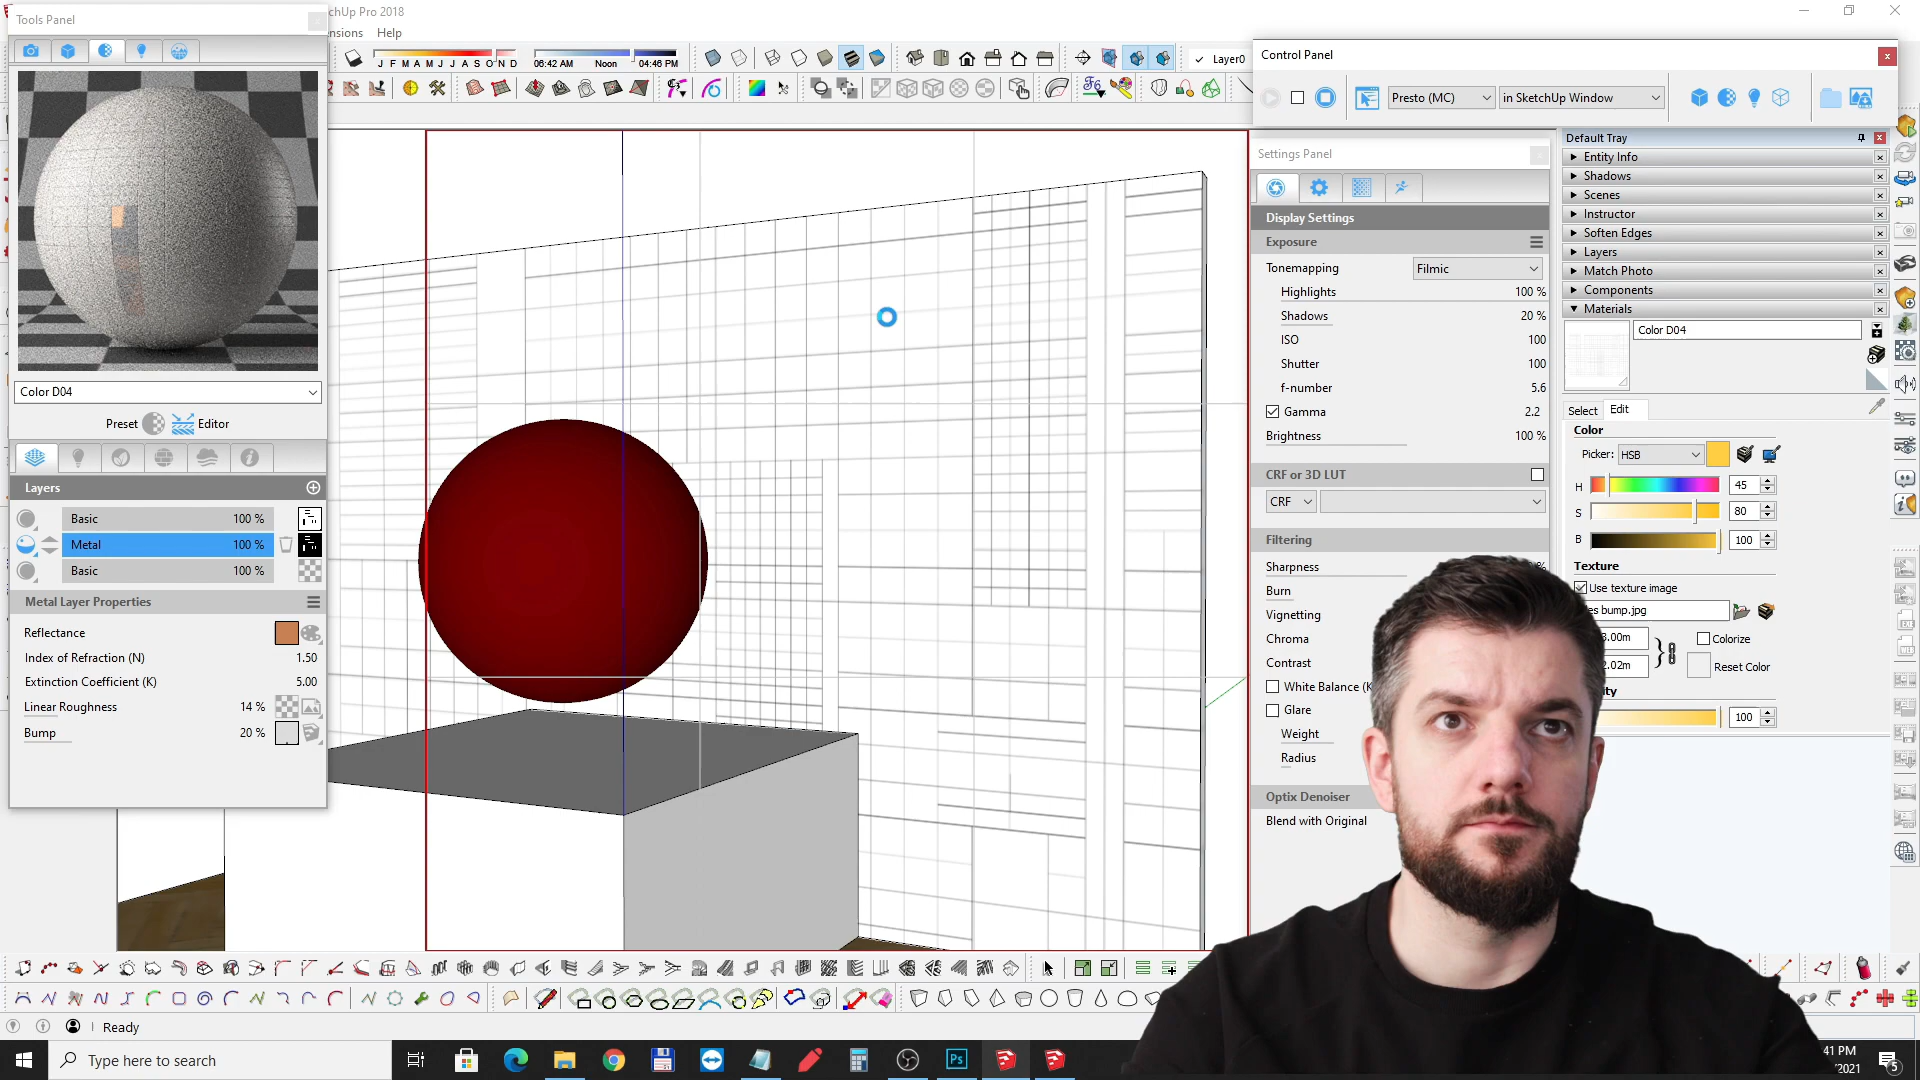 Tools Panel
SketchUp Pro 2018
Help
J F M A M J J A S O N D
06:42 AM Noon 04:46 PM
Layer0
Control Panel
Presto (MC)
in SketchUp Window
Color D04
Preset
Editor
Layers
Basic 100 %
Metal 100 %
Basic 100 %
Metal Layer Properties
Reflectance
Index of Refraction (N) 1.50
Extinction Coefficient (K) 5.00
Linear Roughness 14 %
Bump 20 %
Settings Panel
Display Settings
Exposure
Tonemapping Filmic
Highlights 100 %
Shadows 20 %
ISO 100
Shutter 100
f-number 5.6
Gamma 2.2
Brightness 100 %
CRF or 3D LUT
CRF
Filtering
Sharpness
Burn
Vignetting
Chroma
Contrast
White Balance (K
Glare
Weight
Radius
Optix Denoiser
Blend with Original
Default Tray
Entity Info
Shadows
Scenes
Instructor
Soften Edges
Layers
Match Photo
Components
Materials
Color D04
Select Edit
Color
Picker: HSB
H 45
S 80
B 100
Texture
Use texture image
es bump.jpg
3.00m
Colorize
2.02m
Reset Color
100
Ready
Type here to search
Ps
41 PM
/2021
5